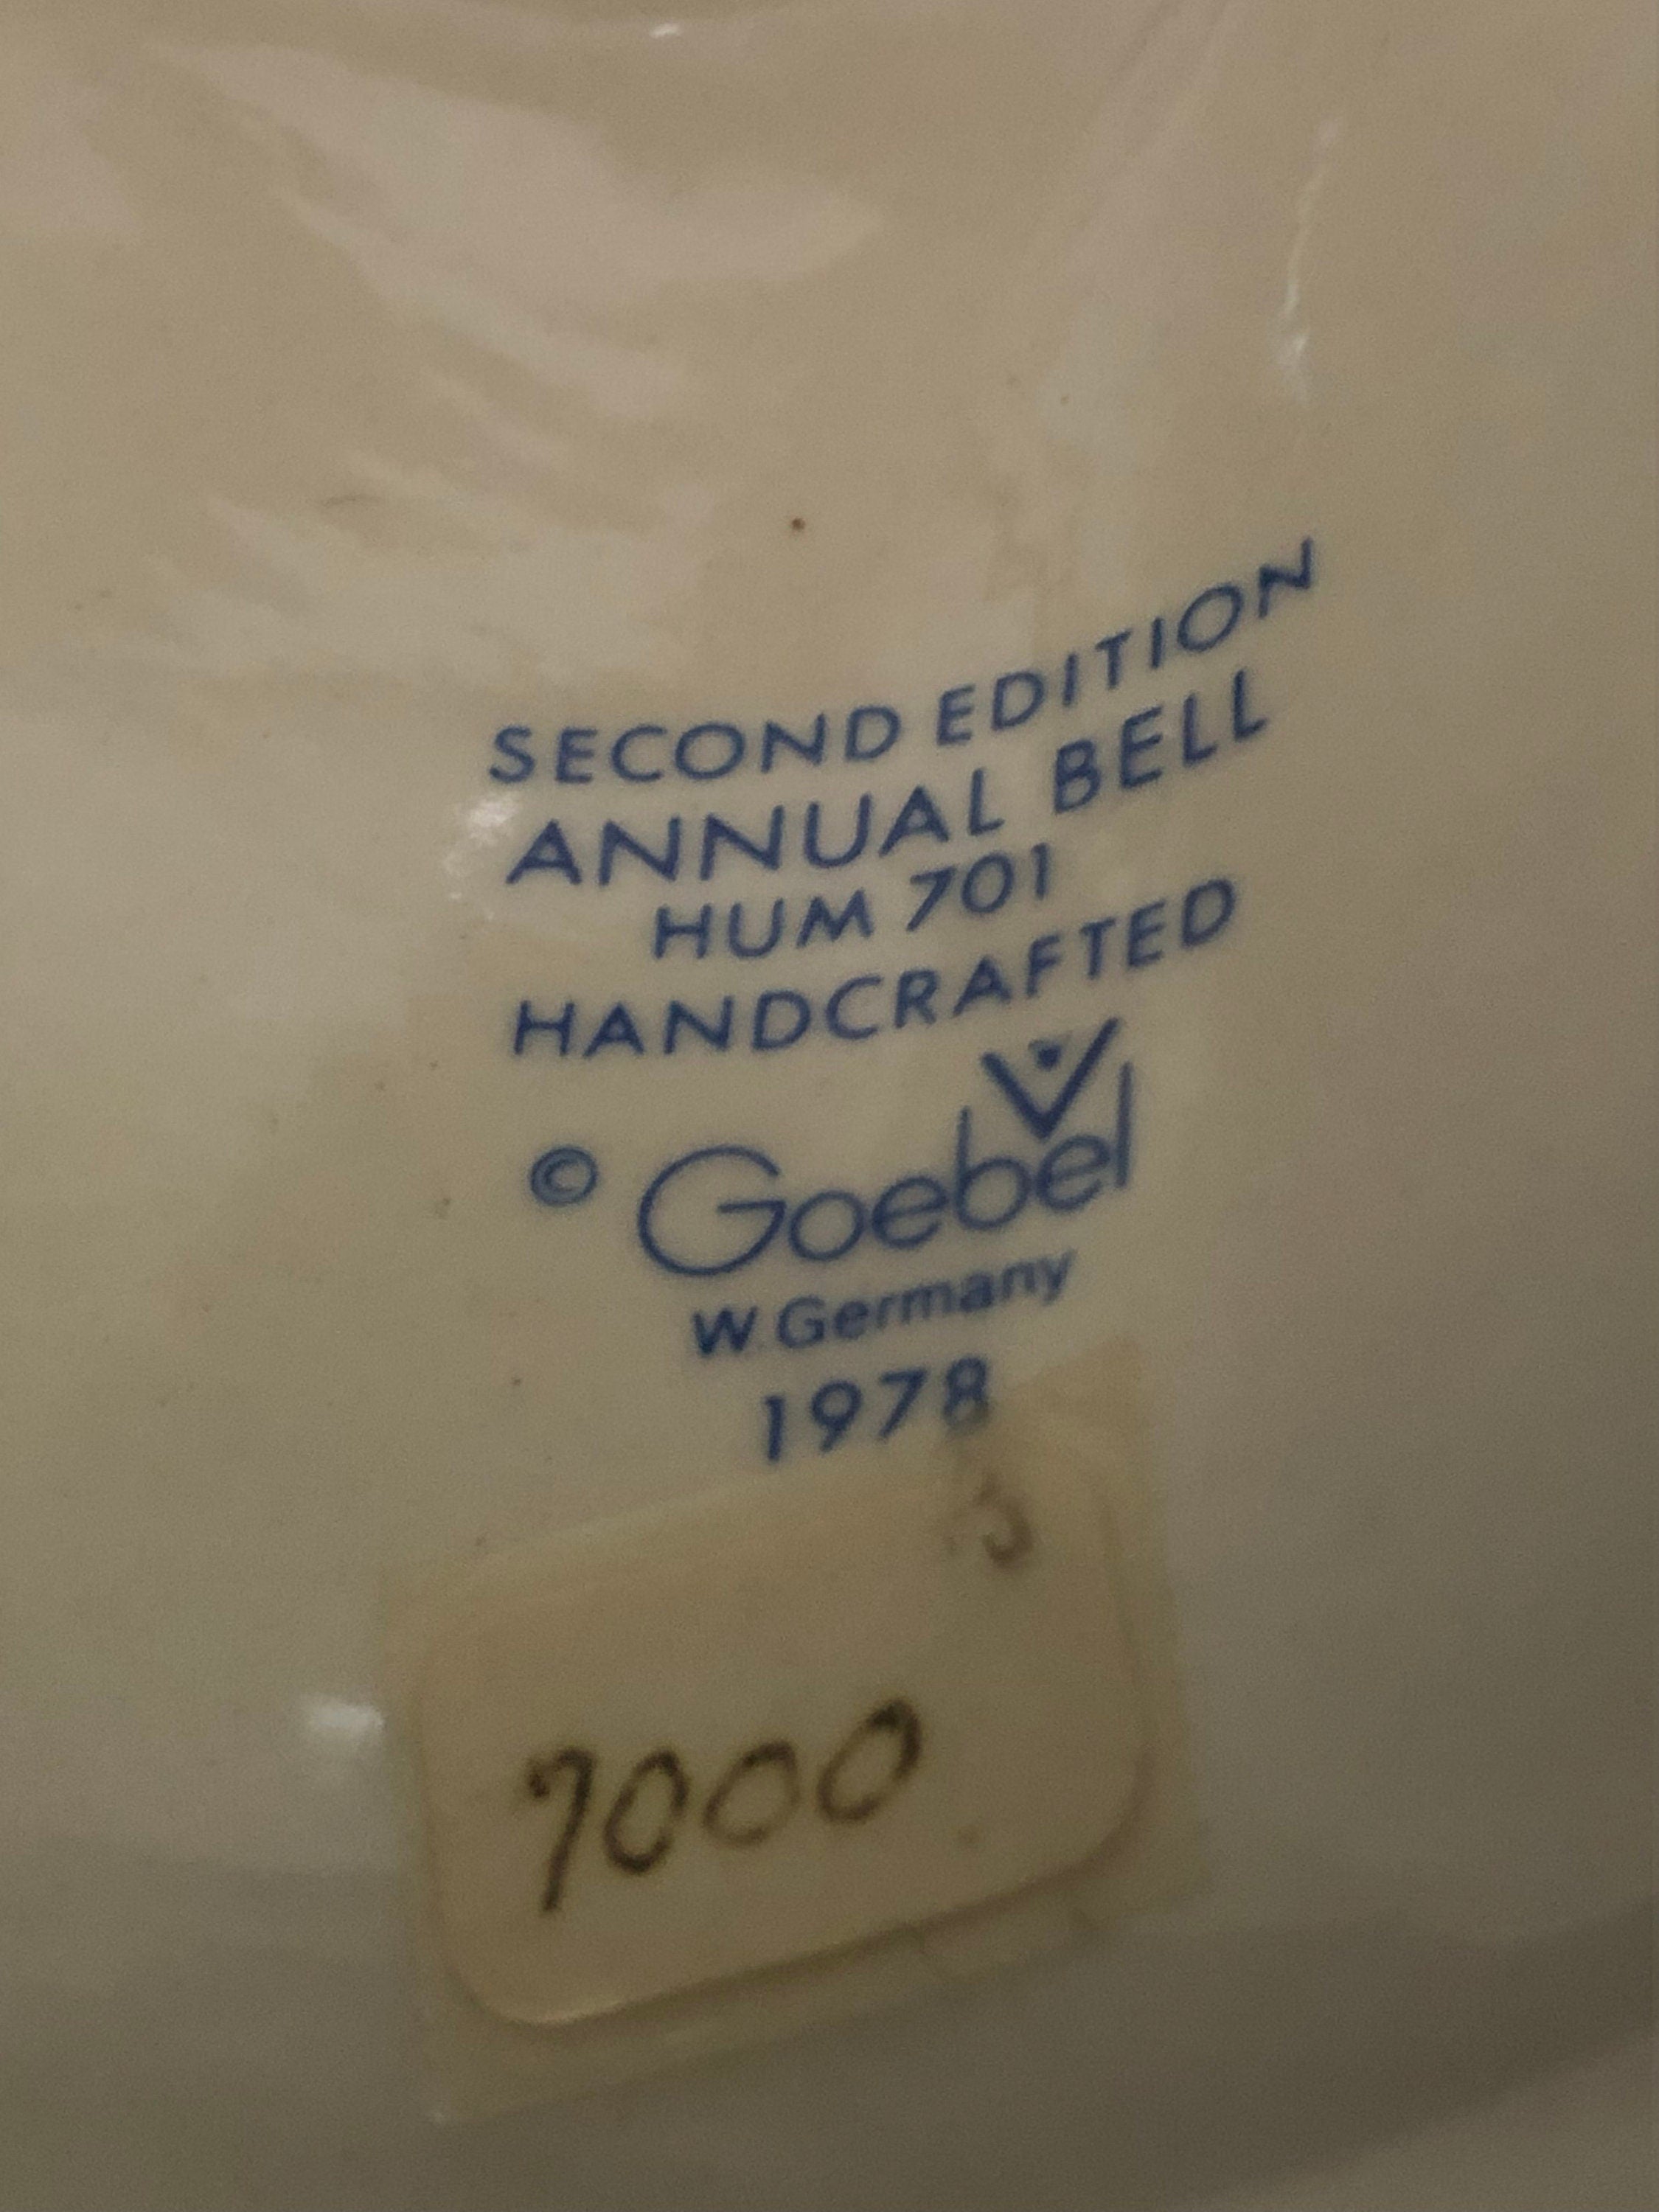 SECOND EDITION
ANNUAL BELL
HUM 701
HANDCRAFTED
© Goebel
W. Germany
1978
7000